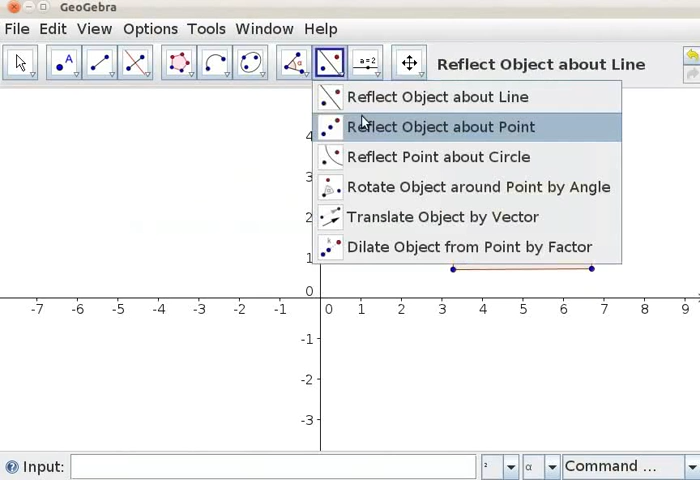 GeoGebra
File Edit View Options Tools Window Help
A α a=2 Reflect Object about Line
Reflect Object about Line
Reflect Object about Point
Reflect Point about Circle
Rotate Object around Point by Angle
Translate Object by Vector
Dilate Object from Point by Factor
4
3
2
1
0
-7 -6 -5 -4 -3 -2 -1 0 1 2 3 4 5 6 7 8 9
-1
-2
-3
Input: ² α Command ...